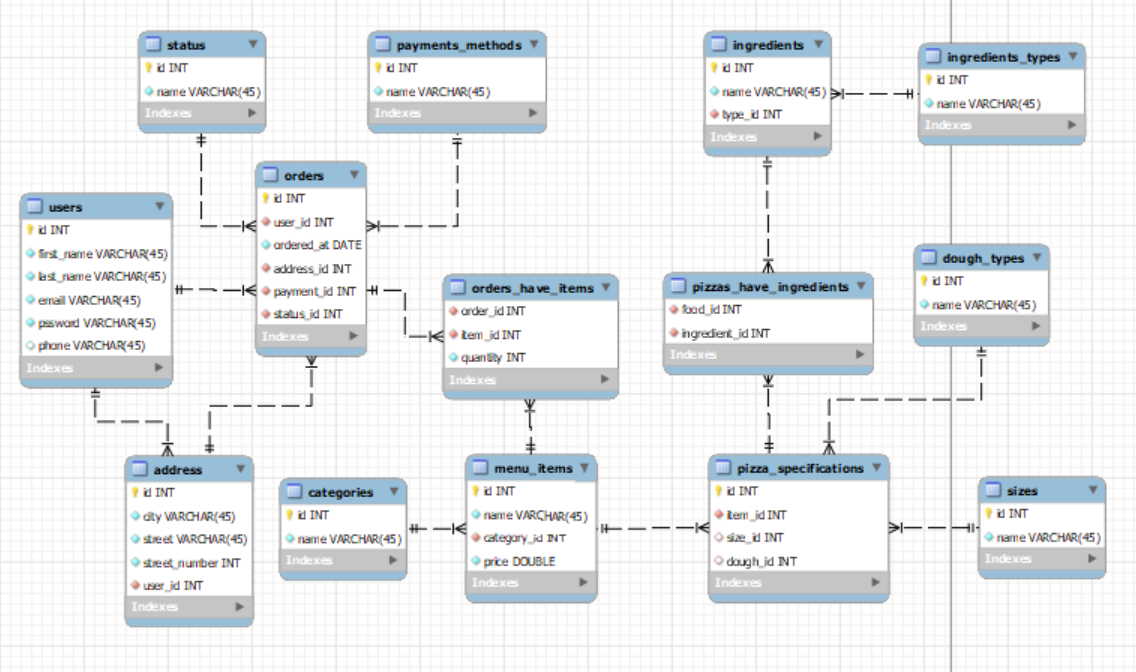 status
id INT
name VARCHAR(45)
Indexes
payments_methods
id INT
name VARCHAR(45)
Indexes
ingredients
id INT
name VARCHAR(45)
type_id INT
Indexes
ingredients_types
id INT
name VARCHAR(45)
Indexes
users
id INT
first_name VARCHAR(45)
last_name VARCHAR(45)
email VARCHAR(45)
password VARCHAR(45)
phone VARCHAR(45)
Indexes
orders
id INT
user_id INT
ordered_at DATE
address_id INT
payment_id INT
status_id INT
Indexes
orders_have_items
order_id INT
item_id INT
quantity INT
Indexes
pizzas_have_ingredients
food_id INT
ingredient_id INT
Indexes
dough_types
id INT
name VARCHAR(45)
Indexes
address
id INT
city VARCHAR(45)
street VARCHAR(45)
street_number INT
user_id INT
Indexes
categories
id INT
name VARCHAR(45)
Indexes
menu_items
id INT
name VARCHAR(45)
category_id INT
price DOUBLE
Indexes
pizza_specifications
id INT
item_id INT
size_id INT
dough_id INT
Indexes
sizes
id INT
name VARCHAR(45)
Indexes